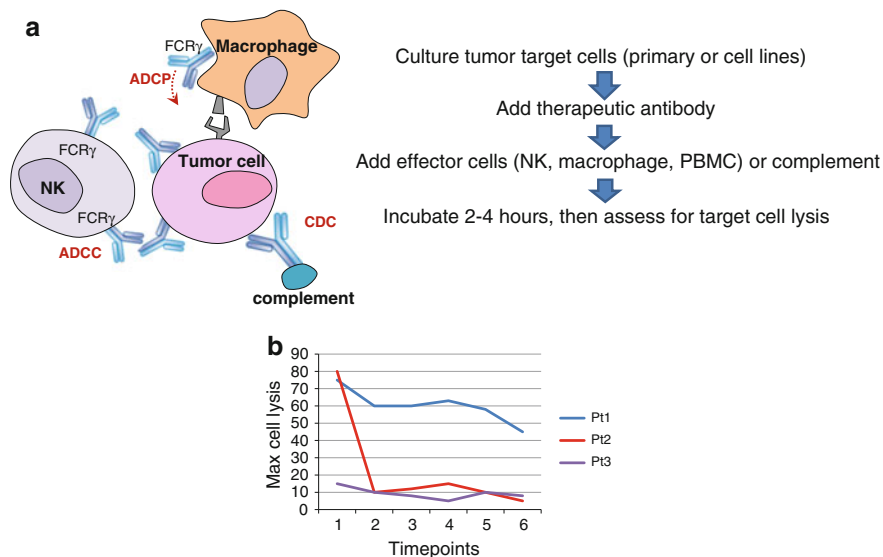 a
FCRγ
Macrophage
ADCP
FCRγ
NK
FCRγ
ADCC
Tumor cell
CDC
complement
Culture tumor target cells (primary or cell lines)
Add therapeutic antibody
Add effector cells (NK, macrophage, PBMC) or complement
Incubate 2-4 hours, then assess for target cell lysis
b
Max cell lysis
90
80
70
60
50
40
30
20
10
0
1 2 3 4 5 6
Timepoints
Pt1
Pt2
Pt3